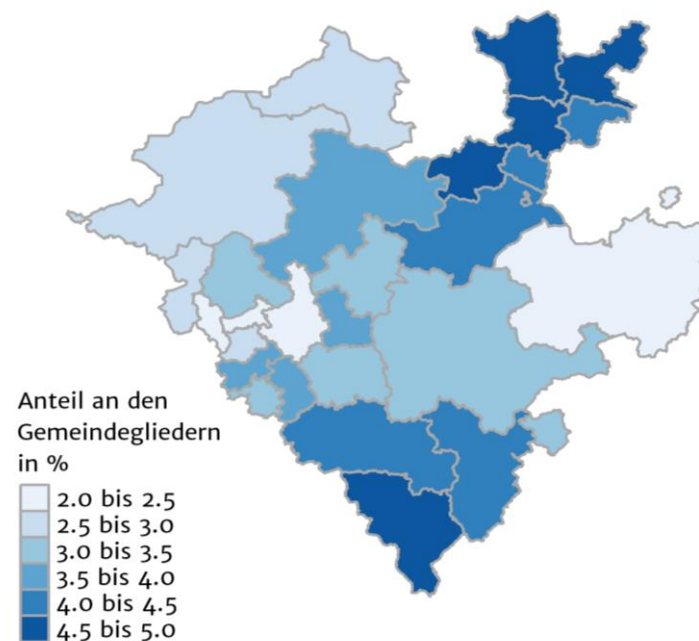 Anteil an den
Gemeindegliedern
in %
2.0 bis 2.5
2.5 bis 3.0
3.0 bis 3.5
3.5 bis 4.0
4.0 bis 4.5
4.5 bis 5.0